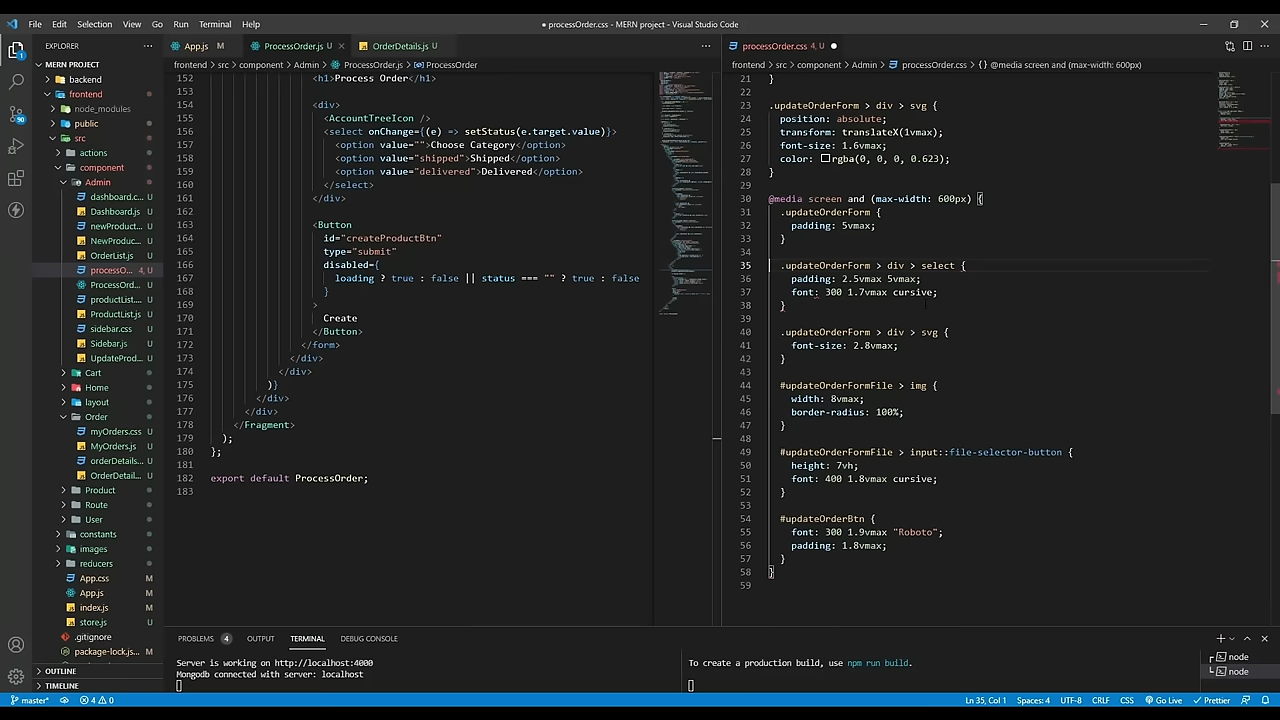 File Edit Selection View Go Run Terminal Help
● processOrder.css - MERN project - Visual Studio Code
EXPLORER
MERN PROJECT
backend
frontend
node_modules
public
src
actions
component
Admin
dashboard.c... U
Dashboard.js U
newProduct... U
NewProduc... U
OrderList.js U
processO... 4, U
ProcessOrd... U
productList.... U
ProductList.js U
sidebar.css U
Sidebar.js U
UpdateProd... U
Cart
Home
layout
Order
myOrders.css U
MyOrders.js U
orderDetails... U
OrderDetail... U
Product
Route
User
constants
images
reducers
App.css M
App.js M
index.js M
store.js M
.gitignore
package-lock.js... M
OUTLINE
TIMELINE
App.js M
ProcessOrder.js U
OrderDetails.js U
frontend > src > component > Admin > ProcessOrder.js > ProcessOrder
152 <h1>Process Order</h1>
153
154 <div>
155 <AccountTreeIcon />
156 <select onChange={(e) => setStatus(e.target.value)}>
157 <option value="">Choose Category</option>
158 <option value="shipped">Shipped</option>
159 <option value="delivered">Delivered</option>
160 </select>
161 </div>
162
163 <Button
164 id="createProductBtn"
165 type="submit"
166 disabled={
167 loading ? true : false || status === "" ? true : false
168 }
169 >
170 Create
171 </Button>
172 </form>
173 </div>
174 </div>
175 )}
176 </div>
177 </div>
178 </Fragment>
179 );
180 };
181
182 export default ProcessOrder;
183
processOrder.css 4, U ●
frontend > src > component > Admin > processOrder.css > {} @media screen and (max-width: 600px)
21 }
22
23 .updateOrderForm > div > svg {
24 position: absolute;
25 transform: translateX(1vmax);
26 font-size: 1.6vmax;
27 color: rgba(0, 0, 0, 0.623);
28 }
29
30 @media screen and (max-width: 600px) {
31 .updateOrderForm {
32 padding: 5vmax;
33 }
34
35 .updateOrderForm > div > select {
36 padding: 2.5vmax 5vmax;
37 font: 300 1.7vmax cursive;
38 }
39
40 .updateOrderForm > div > svg {
41 font-size: 2.8vmax;
42 }
43
44 #updateOrderFormFile > img {
45 width: 8vmax;
46 border-radius: 100%;
47 }
48
49 #updateOrderFormFile > input::file-selector-button {
50 height: 7vh;
51 font: 400 1.8vmax cursive;
52 }
53
54 #updateOrderBtn {
55 font: 300 1.9vmax "Roboto";
56 padding: 1.8vmax;
57 }
58 }
59
PROBLEMS 4 OUTPUT TERMINAL DEBUG CONSOLE
Server is working on http://localhost:4000
Mongodb connected with server: localhost
To create a production build, use npm run build.
node
node
master* 4 0 Ln 35, Col 1 Spaces: 4 UTF-8 CRLF CSS Go Live Prettier